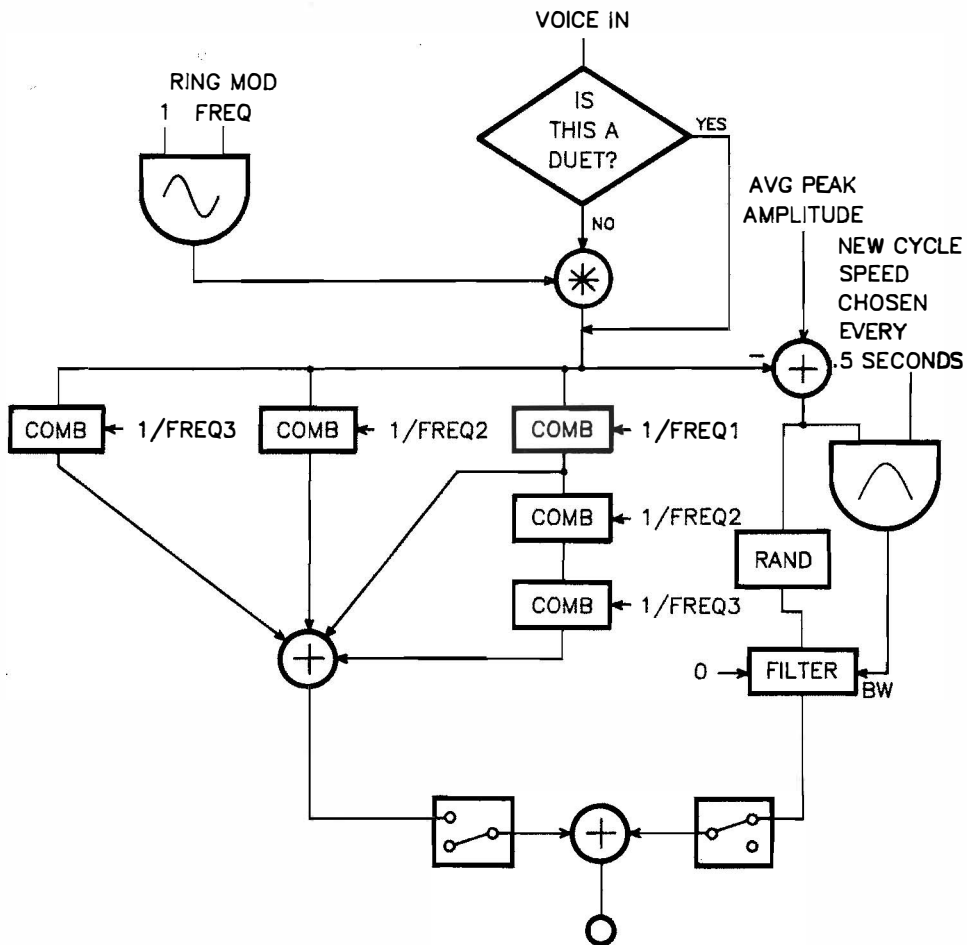 VOICE IN
RING MOD
1 FREQ
IS
THIS A
DUET?
YES
NO
AVG PEAK
AMPLITUDE
NEW CYCLE
SPEED
CHOSEN
EVERY
.5 SECONDS
*
−
+
COMB
1/FREQ3
COMB
1/FREQ2
COMB
1/FREQ1
COMB
1/FREQ2
RAND
COMB
1/FREQ3
+
0
FILTER
BW
+